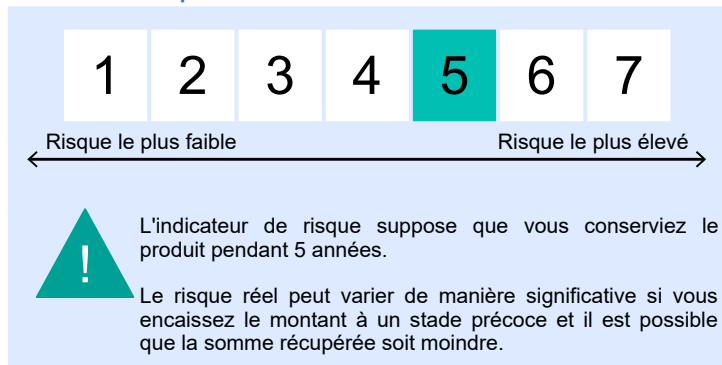 1 2 3 4 5 6 7
Risque le plus faible Risque le plus élevé
!
L'indicateur de risque suppose que vous conserviez le
produit pendant 5 années.
Le risque réel peut varier de manière significative si vous
encaissez le montant à un stade précoce et il est possible
que la somme récupérée soit moindre.